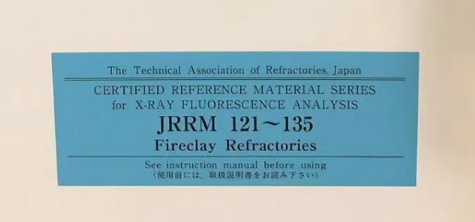 The Technical Association of Refractories, Japan
CERTIFIED REFERENCE MATERIAL SERIES
for X-RAY FLUORESCENCE ANALYSIS
JRRM 121～135
Fireclay Refractories
See instruction manual before using
(使用前には、取扱説明書をお読み下さい)